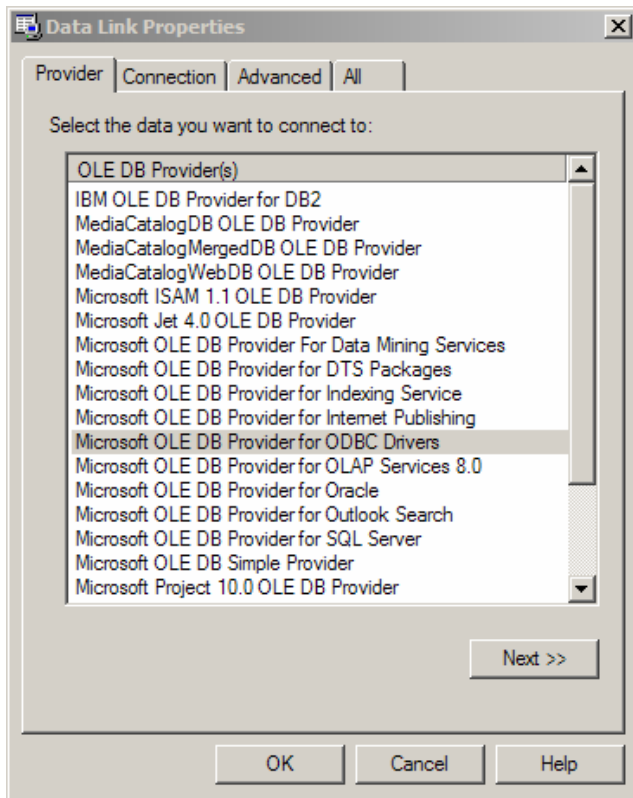 Data Link Properties
Provider Connection Advanced All
Select the data you want to connect to:
OLE DB Provider(s)
IBM OLE DB Provider for DB2
MediaCatalogDB OLE DB Provider
MediaCatalogMergedDB OLE DB Provider
MediaCatalogWebDB OLE DB Provider
Microsoft ISAM 1.1 OLE DB Provider
Microsoft Jet 4.0 OLE DB Provider
Microsoft OLE DB Provider For Data Mining Services
Microsoft OLE DB Provider for DTS Packages
Microsoft OLE DB Provider for Indexing Service
Microsoft OLE DB Provider for Internet Publishing
Microsoft OLE DB Provider for ODBC Drivers
Microsoft OLE DB Provider for OLAP Services 8.0
Microsoft OLE DB Provider for Oracle
Microsoft OLE DB Provider for Outlook Search
Microsoft OLE DB Provider for SQL Server
Microsoft OLE DB Simple Provider
Microsoft Project 10.0 OLE DB Provider
Next >>
OK Cancel Help